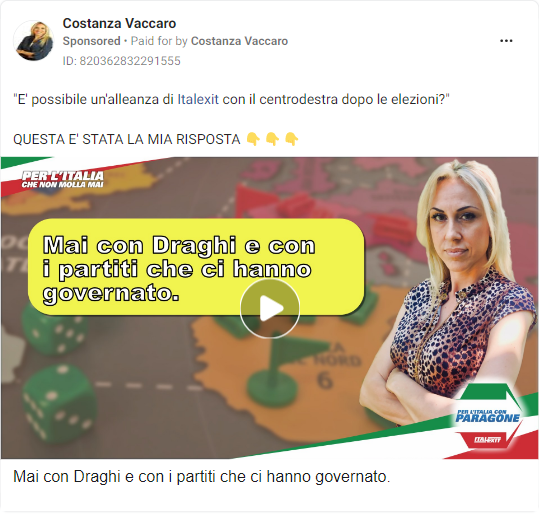 Costanza Vaccaro
Sponsored • Paid for by Costanza Vaccaro
ID: 820362832291555
"E' possibile un'alleanza di Italexit con il centrodestra dopo le elezioni?"
QUESTA E' STATA LA MIA RISPOSTA 👇👇👇
PER L'ITALIA
CHE NON MOLLA MAI
Mai con Draghi e con
i partiti che ci hanno
governato.
NORD
6
PER L'ITALIA CON
PARAGONE
ITALEXIT
Mai con Draghi e con i partiti che ci hanno governato.